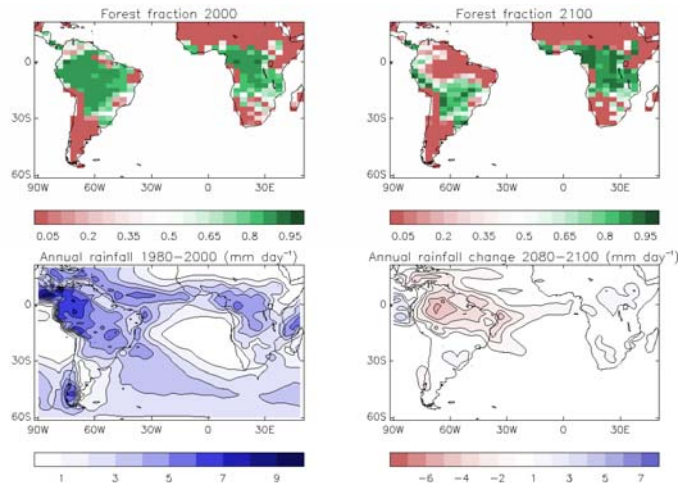 Forest fraction 2000
Forest fraction 2100
0
30S
60S
90W 60W 30W 0 30E
0
30S
60S
90W 60W 30W 0 30E
0.05 0.2 0.35 0.5 0.65 0.8 0.95
0.05 0.2 0.35 0.5 0.65 0.8 0.95
Annual rainfall 1980−2000 (mm day⁻¹)
Annual rainfall change 2080−2100 (mm day⁻¹)
0
30S
60S
90W 60W 30W 0 30E
0
30S
60S
90W 60W 30W 0 30E
1 3 5 7 9
−6 −4 −2 1 3 5 7